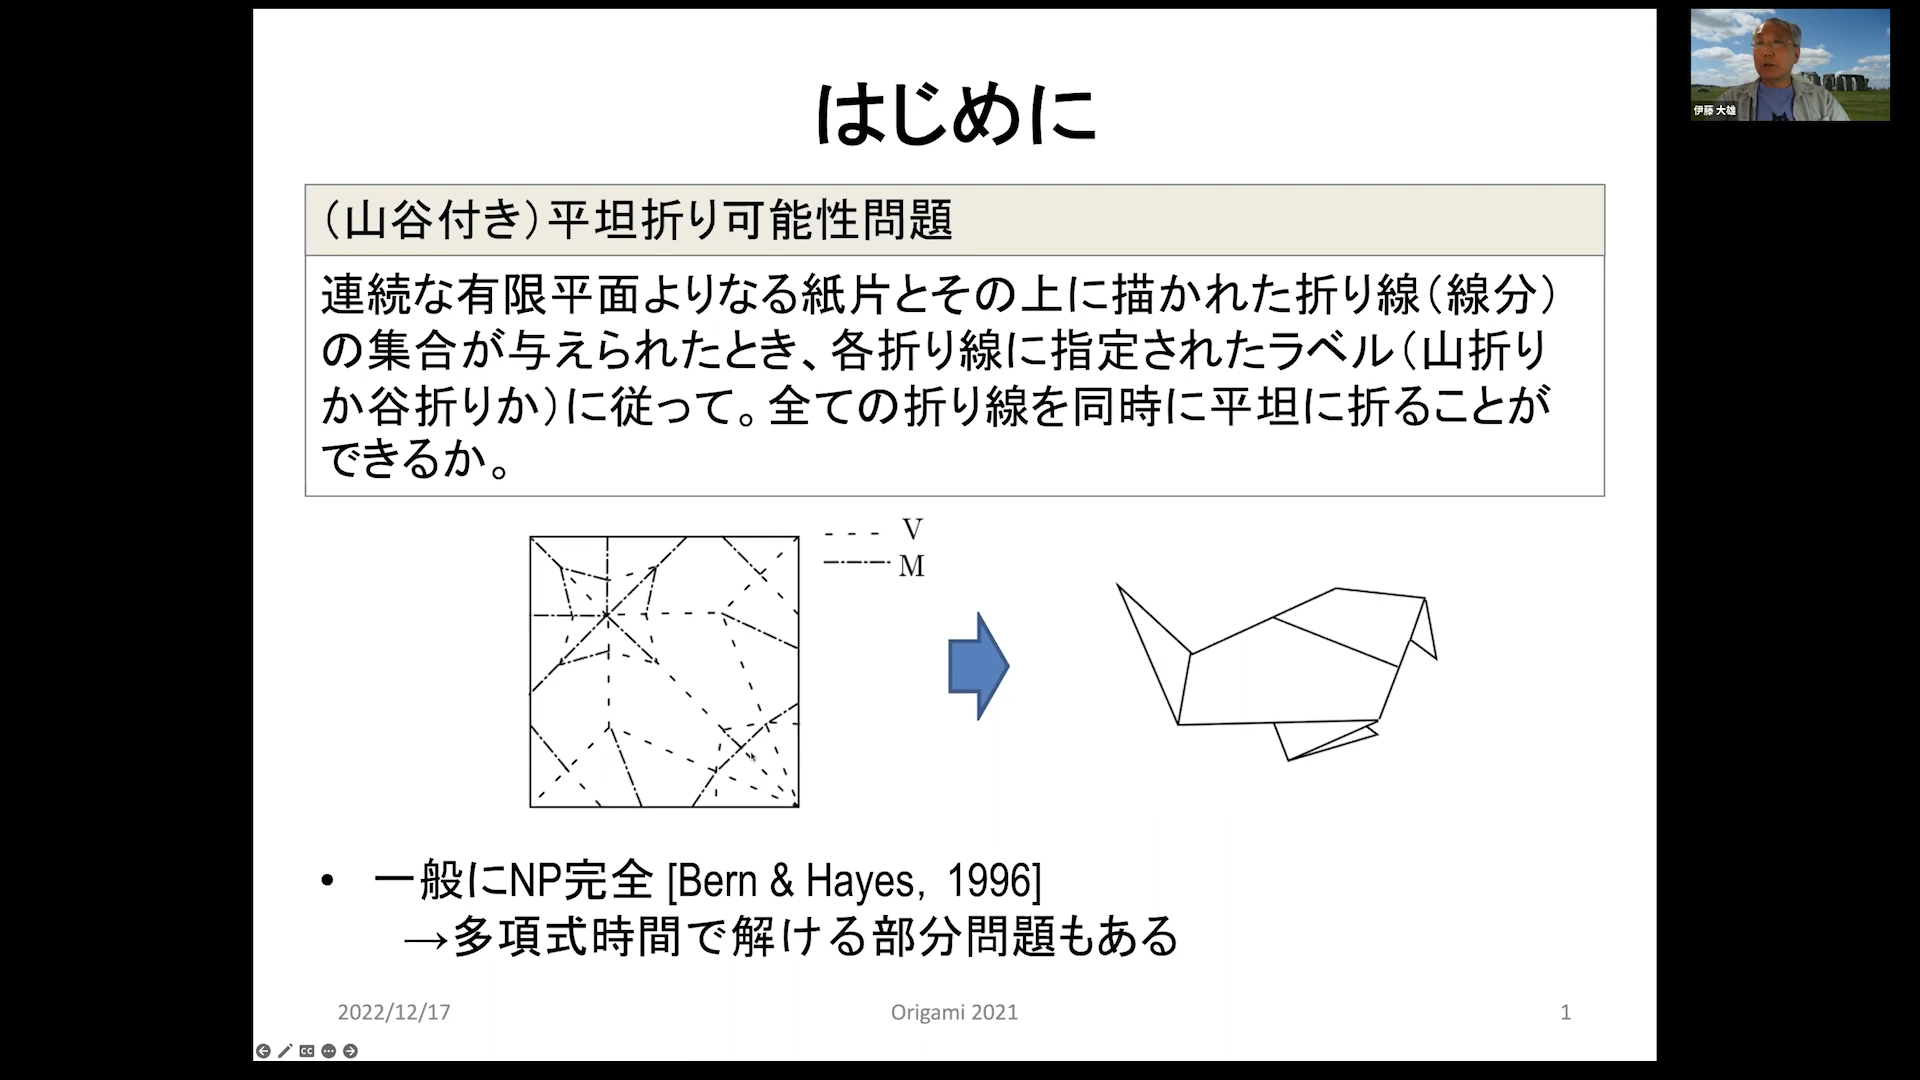 伊藤 大雄
はじめに
（山谷付き）平坦折り可能性問題
連続な有限平面よりなる紙片とその上に描かれた折り線（線分）
の集合が与えられたとき、各折り線に指定されたラベル（山折り
か谷折りか）に従って。全ての折り線を同時に平坦に折ることが
できるか。
V
M
• 一般にNP完全 [Bern & Hayes, 1996]
→多項式時間で解ける部分問題もある
2022/12/17
Origami 2021
1